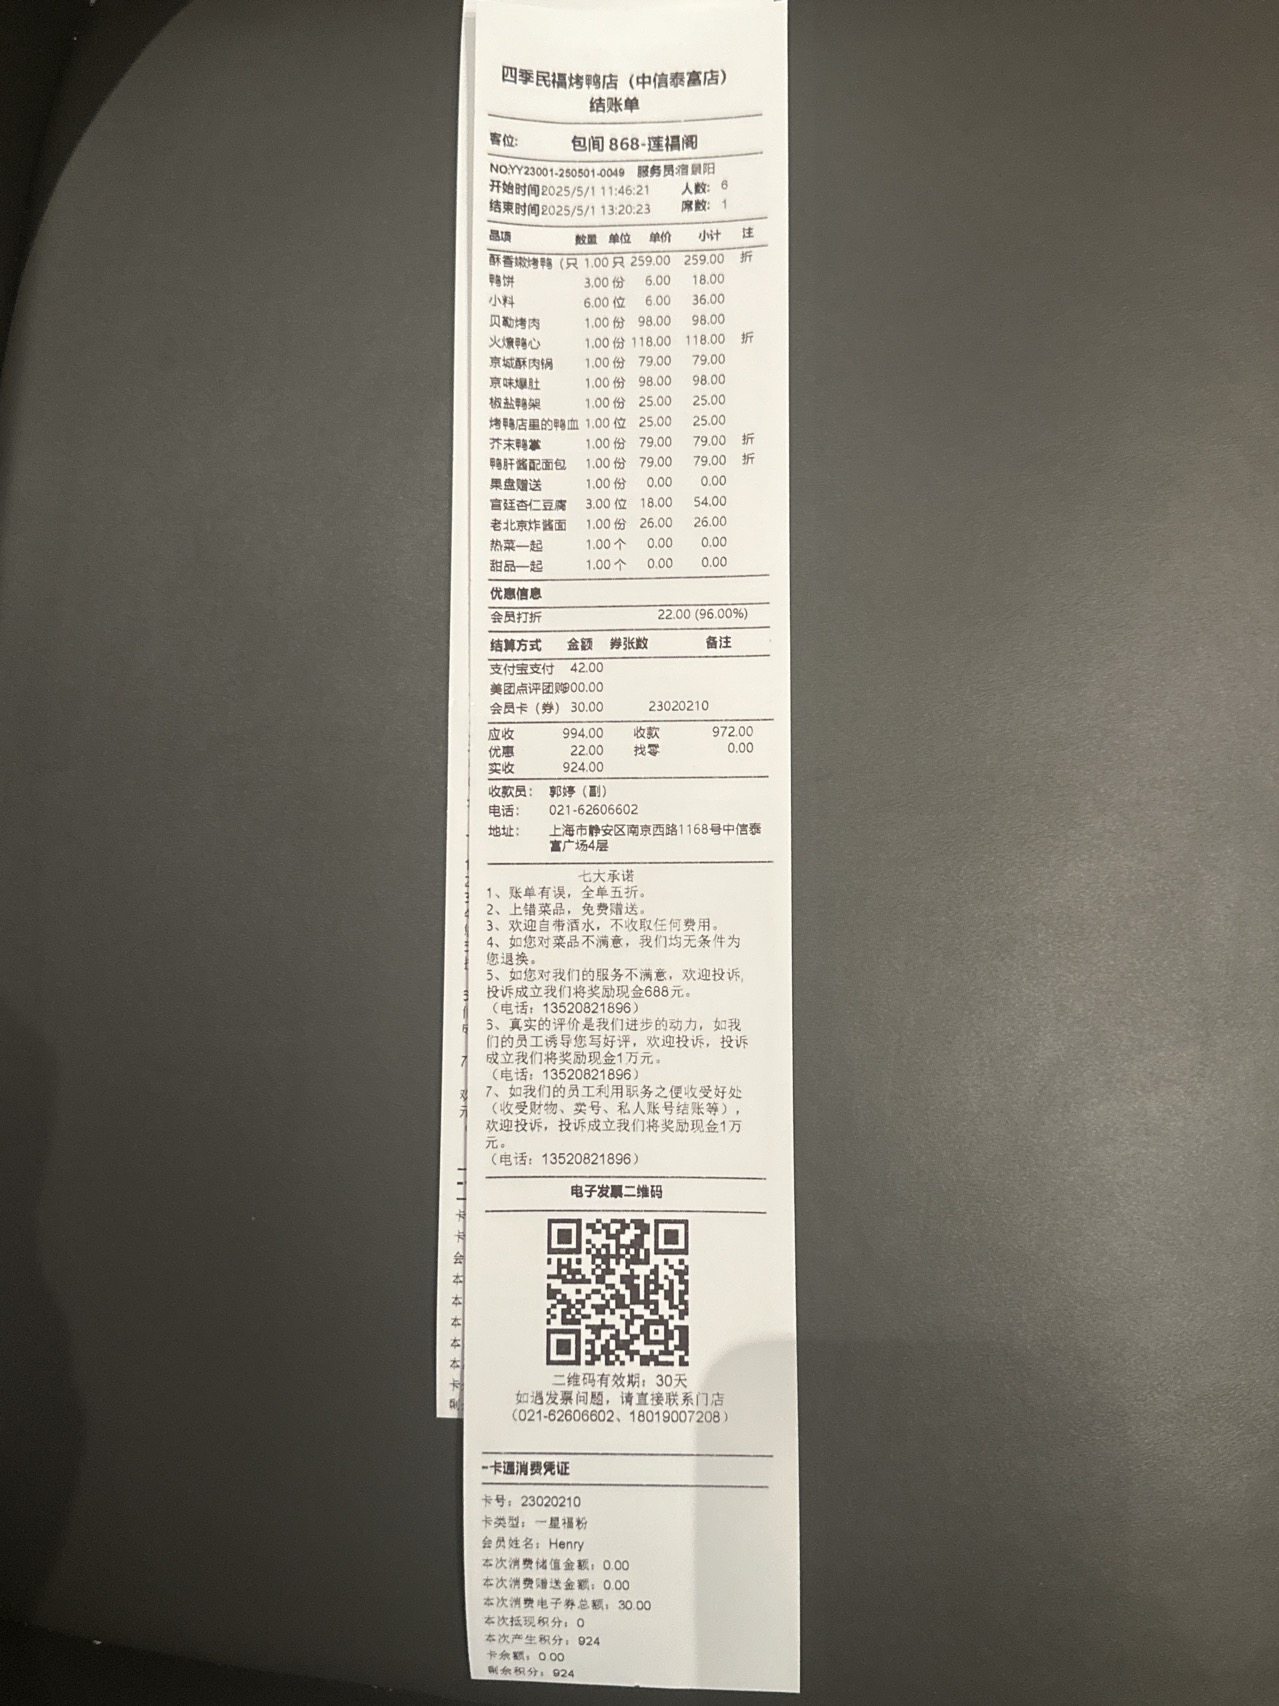 四季民福烤鸭店（中信泰富店）
结账单
客位: 包间 868-莲福阁
NO:YY23001-250501-0049 服务员:宿景阳
开始时间2025/5/1 11:46:21 人数: 6
结束时间2025/5/1 13:20:23 席数: 1
品项 数量 单位 单价 小计 注
酥香嫩烤鸭（只 1.00 只 259.00 259.00 折
鸭饼 3.00 份 6.00 18.00
小料 6.00 位 6.00 36.00
贝勒烤肉 1.00 份 98.00 98.00
火燎鸭心 1.00 份 118.00 118.00 折
京城酥肉锅 1.00 份 79.00 79.00
京味爆肚 1.00 份 98.00 98.00
椒盐鸭架 1.00 份 25.00 25.00
烤鸭店里的鸭血 1.00 位 25.00 25.00
芥末鸭掌 1.00 份 79.00 79.00 折
鸭肝酱配面包 1.00 份 79.00 79.00 折
果盘赠送 1.00 份 0.00 0.00
宫廷杏仁豆腐 3.00 位 18.00 54.00
老北京炸酱面 1.00 份 26.00 26.00
热菜一起 1.00 个 0.00 0.00
甜品一起 1.00 个 0.00 0.00
优惠信息
会员打折 22.00 (96.00%)
结算方式 金额 券张数 备注
支付宝支付 42.00
美团点评团购900.00
会员卡（券）30.00 23020210
应收 994.00 收款 972.00
优惠 22.00 找零 0.00
实收 924.00
收款员: 郭婷（副）
电话: 021-62606602
地址: 上海市静安区南京西路1168号中信泰
富广场4层
七大承诺
1、账单有误，全单五折。
2、上错菜品，免费赠送。
3、欢迎自带酒水，不收取任何费用。
4、如您对菜品不满意，我们均无条件为
您退换。
5、如您对我们的服务不满意，欢迎投诉,
投诉成立我们将奖励现金688元。
（电话：13520821896）
6、真实的评价是我们进步的动力，如我
们的员工诱导您写好评，欢迎投诉，投诉
成立我们将奖励现金1万元。
（电话：13520821896）
7、如我们的员工利用职务之便收受好处
（收受财物、卖号、私人账号结账等），
欢迎投诉，投诉成立我们将奖励现金1万
元。
（电话：13520821896）
电子发票二维码
二维码有效期：30天
如遇发票问题，请直接联系门店
（021-62606602、18019007208）
一卡通消费凭证
卡号：23020210
卡类型：一星福粉
会员姓名：Henry
本次消费储值金额：0.00
本次消费赠送金额：0.00
本次消费电子券总额：30.00
本次抵现积分：0
本次产生积分：924
卡余额：0.00
剩余积分：924